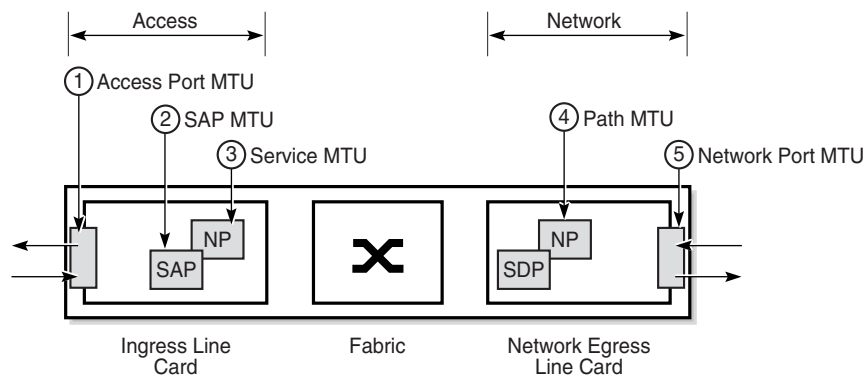 Access
Network
1 Access Port MTU
2 SAP MTU
4 Path MTU
3 Service MTU
5 Network Port MTU
NP
NP
SAP
SDP
Ingress Line
Card
Fabric
Network Egress
Line Card